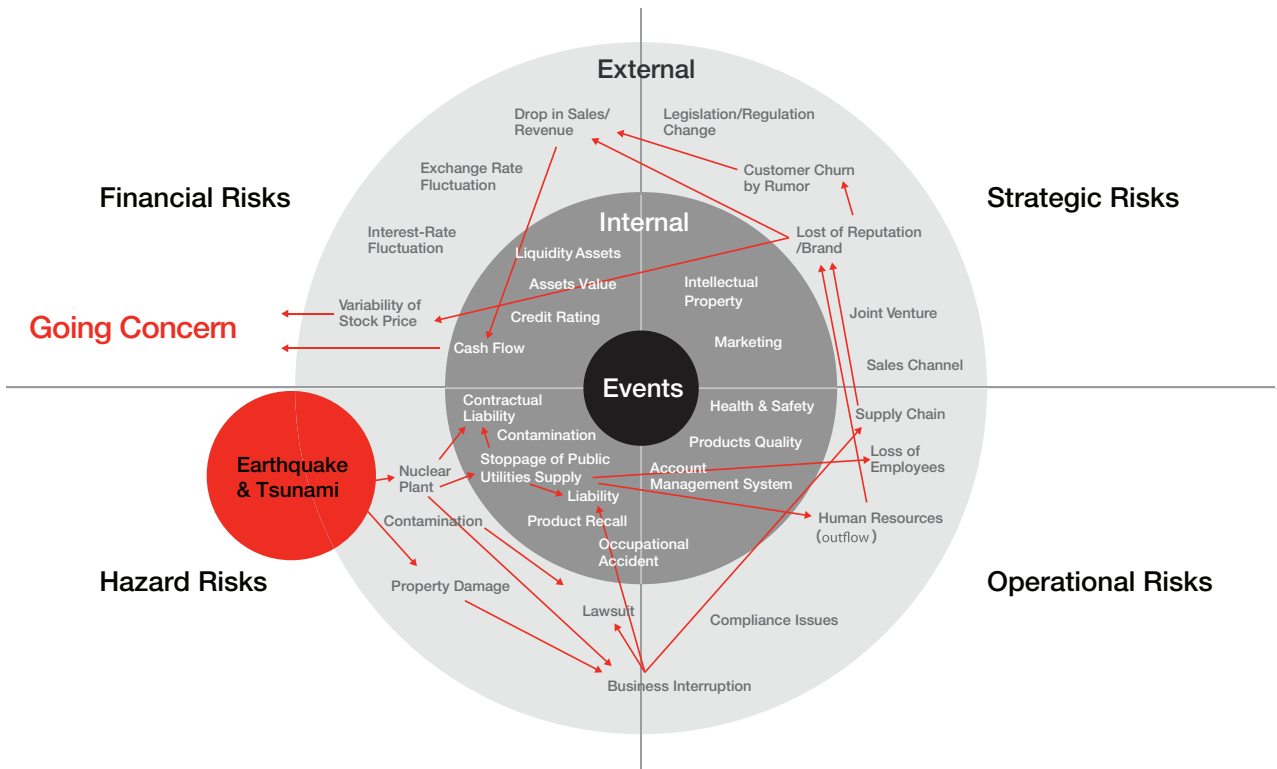 External
Drop in Sales/
Revenue
Legislation/Regulation
Change
Exchange Rate
Fluctuation
Customer Churn
by Rumor
Financial Risks
Strategic Risks
Internal
Interest-Rate
Fluctuation
Lost of Reputation
/Brand
Liquidity Assets
Assets Value
Intellectual
Property
Variability of
Stock Price
Credit Rating
Joint Venture
Going Concern
Cash Flow
Marketing
Sales Channel
Events
Contractual
Liability
Health & Safety
Supply Chain
Contamination
Products Quality
Earthquake
& Tsunami
Nuclear
Plant
Stoppage of Public
Utilities Supply
Account
Management System
Loss of
Employees
Liability
Contamination
Product Recall
Human Resources
(outflow)
Occupational
Accident
Hazard Risks
Property Damage
Operational Risks
Lawsuit
Compliance Issues
Business Interruption